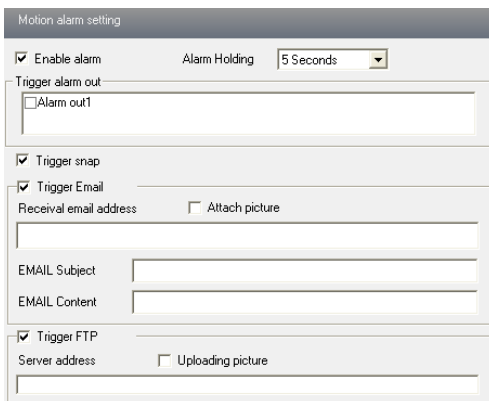 Motion alarm setting
Enable alarm Alarm Holding 5 Seconds
Trigger alarm out
Alarm out1
Trigger snap
Trigger Email
Receival email address Attach picture
EMAIL Subject
EMAIL Content
Trigger FTP
Server address Uploading picture